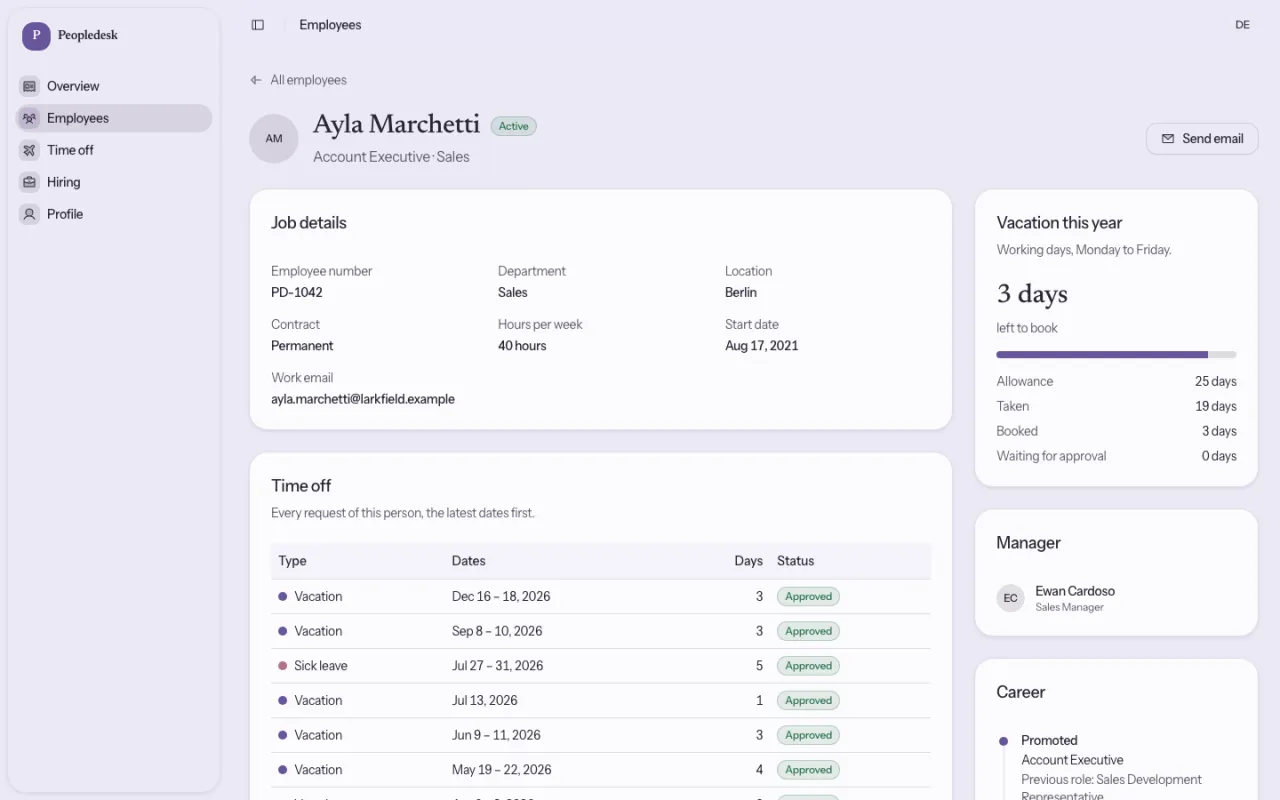 P Peopledesk
Overview
Employees
Time off
Hiring
Profile
Employees
DE
All employees
AM
Ayla Marchetti Active
Account Executive · Sales
Send email
Job details
Employee number Department Location
PD-1042 Sales Berlin
Contract Hours per week Start date
Permanent 40 hours Aug 17, 2021
Work email
ayla.marchetti@larkfield.example
Time off
Every request of this person, the latest dates first.
Type Dates Days Status
Vacation Dec 16 – 18, 2026 3 Approved
Vacation Sep 8 – 10, 2026 3 Approved
Sick leave Jul 27 – 31, 2026 5 Approved
Vacation Jul 13, 2026 1 Approved
Vacation Jun 9 – 11, 2026 3 Approved
Vacation May 19 – 22, 2026 4 Approved
Vacation this year
Working days, Monday to Friday.
3 days
left to book
Allowance 25 days
Taken 19 days
Booked 3 days
Waiting for approval 0 days
Manager
EC Ewan Cardoso
Sales Manager
Career
Promoted
Account Executive
Previous role: Sales Development
Representative